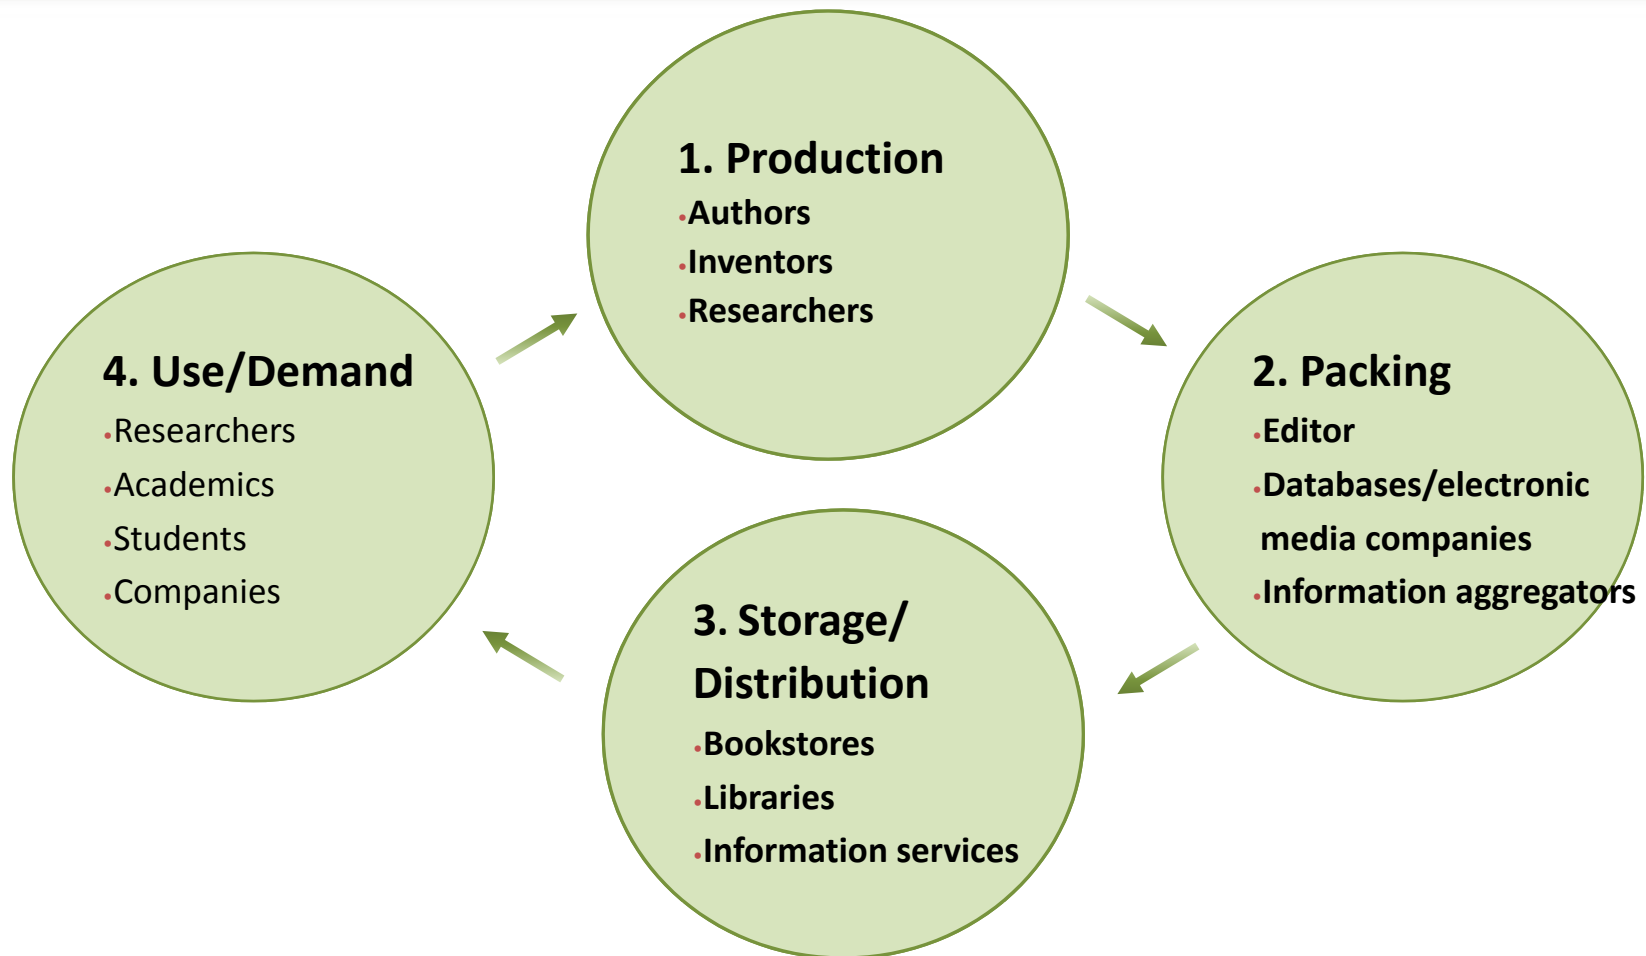 1. Production
•Authors
•Inventors
•Researchers
2. Packing
•Editor
•Databases/electronic
media companies
•Information aggregators
3. Storage/
Distribution
•Bookstores
•Libraries
•Information services
4. Use/Demand
•Researchers
•Academics
•Students
•Companies